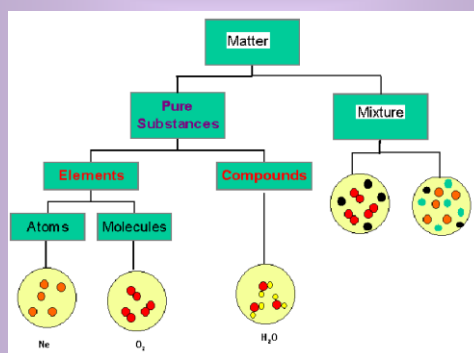 Matter
Pure
Substances
Mixture
Elements
Compounds
Atoms
Molecules
Ne
O₂
H₂O